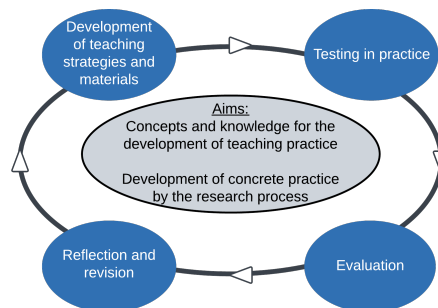 Development
of teaching
strategies and
materials
Testing in practice
Aims:
Concepts and knowledge for the
development of teaching practice
Development of concrete practice
by the research process
Reflection and
revision
Evaluation